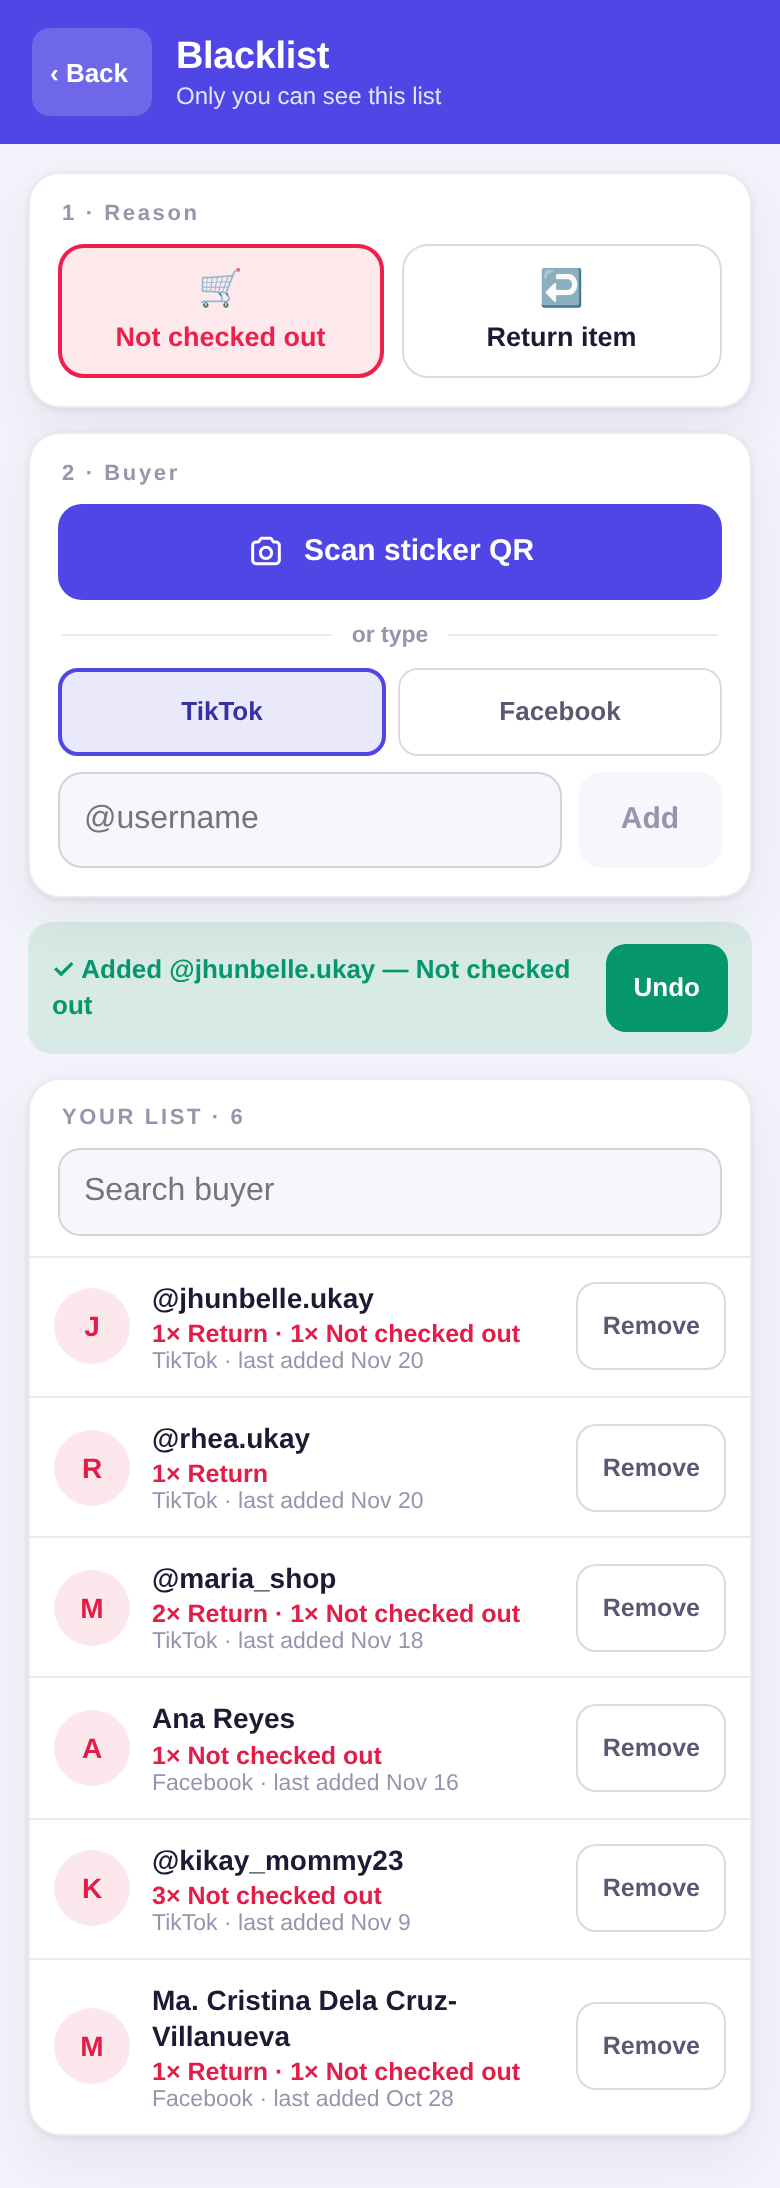 ‹ Back
Blacklist
Only you can see this list
1 · Reason
Not checked out
Return item
2 · Buyer
Scan sticker QR
or type
TikTok
Facebook
@username
Add
✓ Added @jhunbelle.ukay — Not checked
out
Undo
YOUR LIST · 6
Search buyer
J
@jhunbelle.ukay
1× Return · 1× Not checked out
TikTok · last added Nov 20
Remove
R
@rhea.ukay
1× Return
TikTok · last added Nov 20
Remove
M
@maria_shop
2× Return · 1× Not checked out
TikTok · last added Nov 18
Remove
A
Ana Reyes
1× Not checked out
Facebook · last added Nov 16
Remove
K
@kikay_mommy23
3× Not checked out
TikTok · last added Nov 9
Remove
M
Ma. Cristina Dela Cruz-
Villanueva
1× Return · 1× Not checked out
Facebook · last added Oct 28
Remove